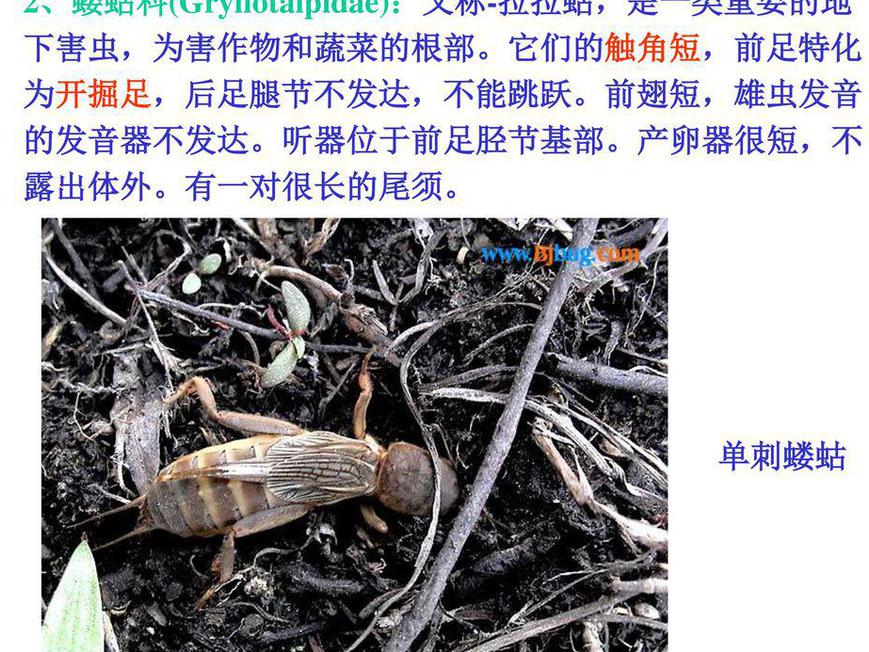 2、蝼蛄科(Gryllotalpidae)：又称-拉拉蛄，是一类重要的地
下害虫，为害作物和蔬菜的根部。它们的触角短，前足特化
为开掘足，后足腿节不发达，不能跳跃。前翅短，雄虫发音
的发音器不发达。听器位于前足胫节基部。产卵器很短，不
露出体外。有一对很长的尾须。
www.bjbug.com
单刺蝼蛄